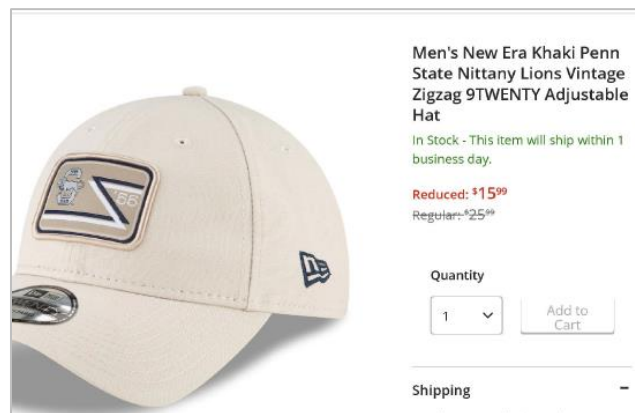 Men's New Era Khaki Penn
State Nittany Lions Vintage
Zigzag 9TWENTY Adjustable
Hat
In Stock - This item will ship within 1
business day.
Reduced: $15.99
Regular: $25.99
Quantity
1
Add to
Cart
Shipping
'55